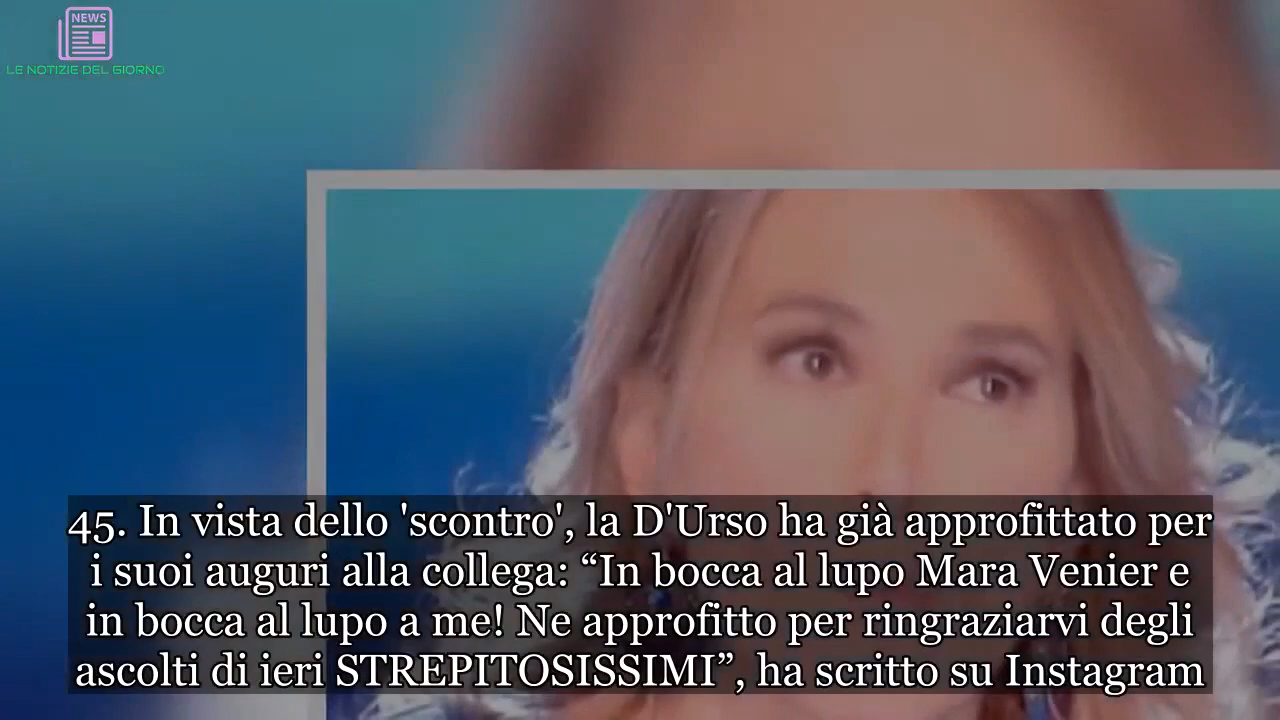 NEWS
LE NOTIZIE DEL GIORNO
45. In vista dello 'scontro', la D'Urso ha già approfittato per
i suoi auguri alla collega: “In bocca al lupo Mara Venier e
in bocca al lupo a me! Ne approfitto per ringraziarvi degli
ascolti di ieri STREPITOSISSIMI”, ha scritto su Instagram